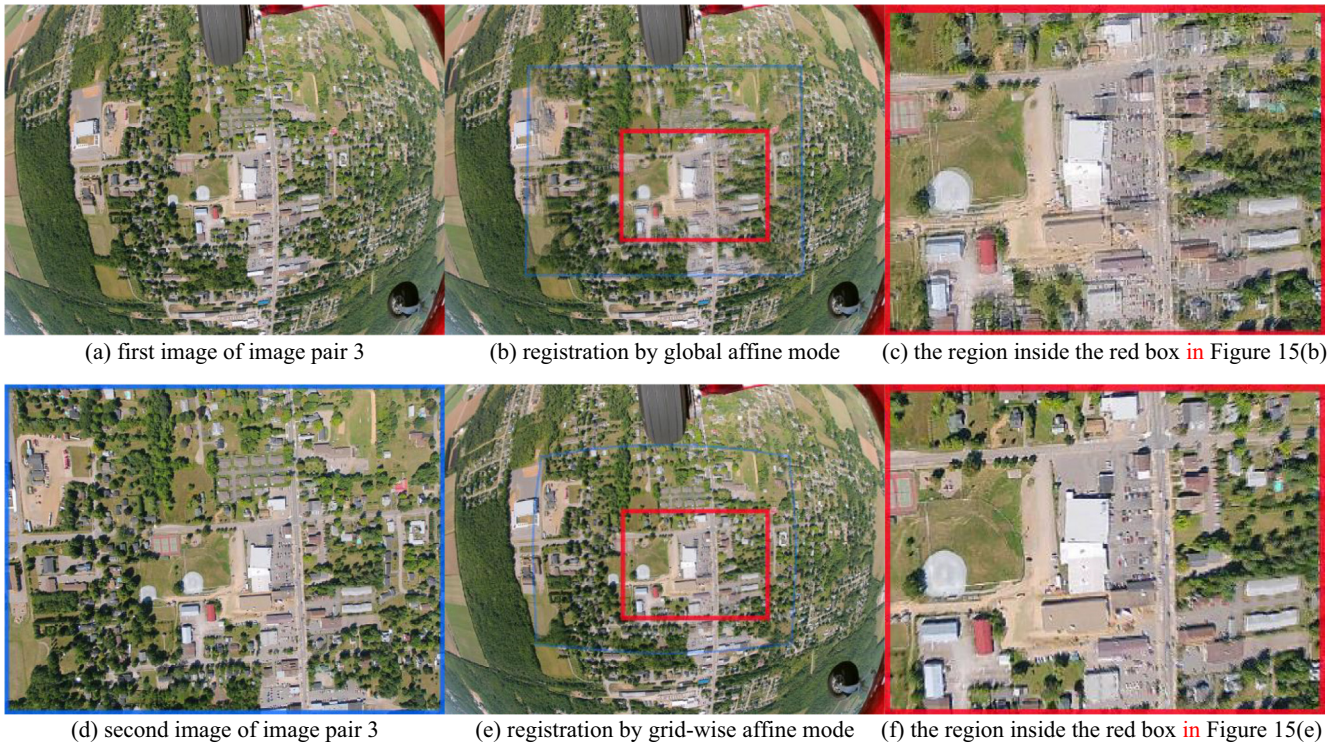 (a) first image of image pair 3
(b) registration by global affine mode
(c) the region inside the red box in Figure 15(b)
(d) second image of image pair 3
(e) registration by grid-wise affine mode
(f) the region inside the red box in Figure 15(e)